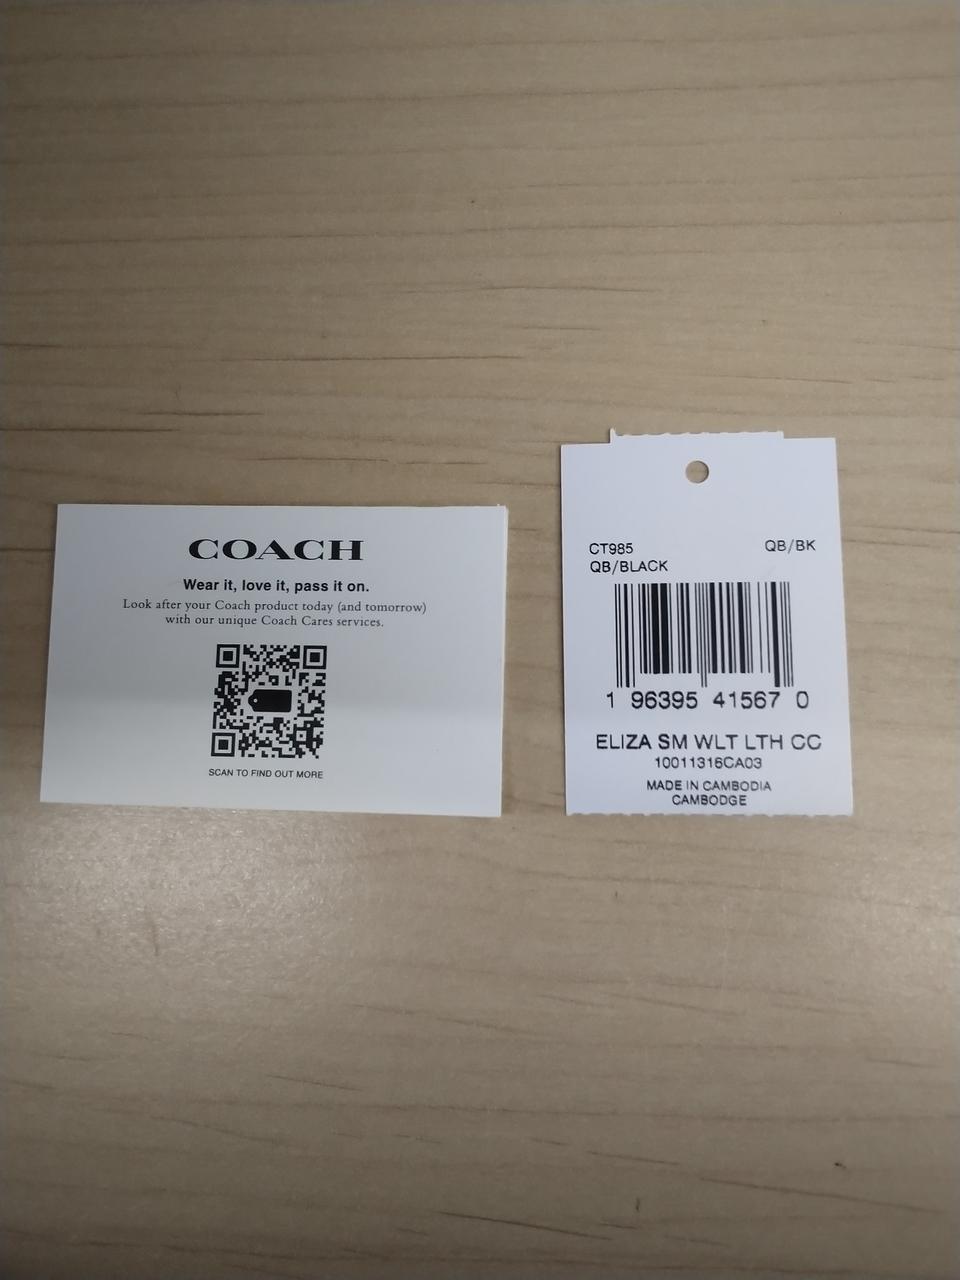 COACH
Wear it, love it, pass it on.
Look after your Coach product today (and tomorrow)
with our unique Coach Cares services.
SCAN TO FIND OUT MORE
CT985 QB/BK
QB/BLACK
1 96395 41567 0
ELIZA SM WLT LTH CC
10011316CA03
MADE IN CAMBODIA
CAMBODGE